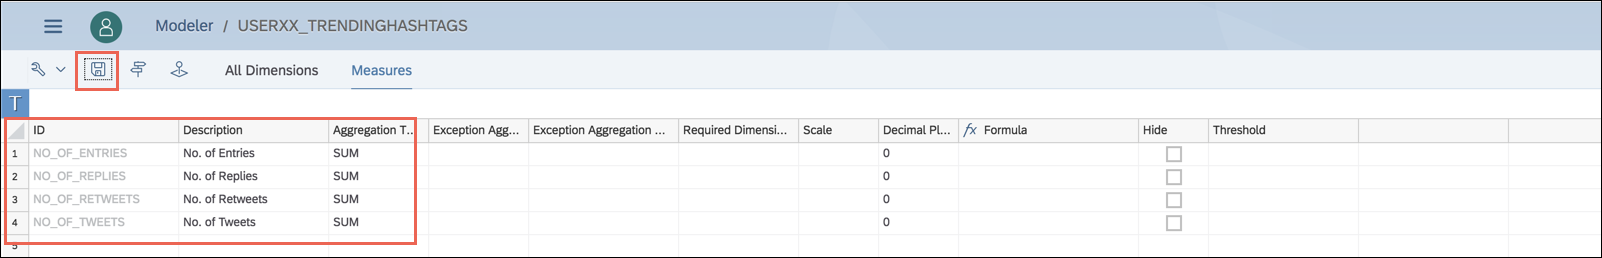 Modeler / USERXX_TRENDINGHASHTAGS
All Dimensions Measures
T
ID Description Aggregation T... Exception Agg... Exception Aggregation ... Required Dimensi... Scale Decimal Pl... fx Formula Hide Threshold
1 NO_OF_ENTRIES No. of Entries SUM 0
2 NO_OF_REPLIES No. of Replies SUM 0
3 NO_OF_RETWEETS No. of Retweets SUM 0
4 NO_OF_TWEETS No. of Tweets SUM 0
5